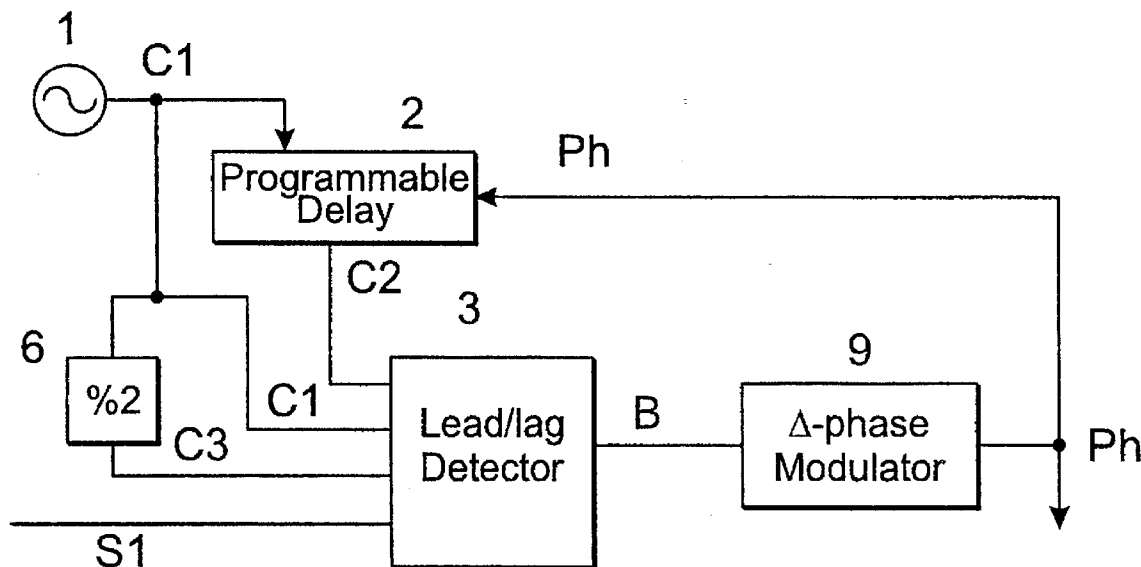 1
C1
2
Programmable
Delay
Ph
C2
3
6
%2
C1
C3
Lead/lag
Detector
B
9
Δ-phase
Modulator
Ph
S1